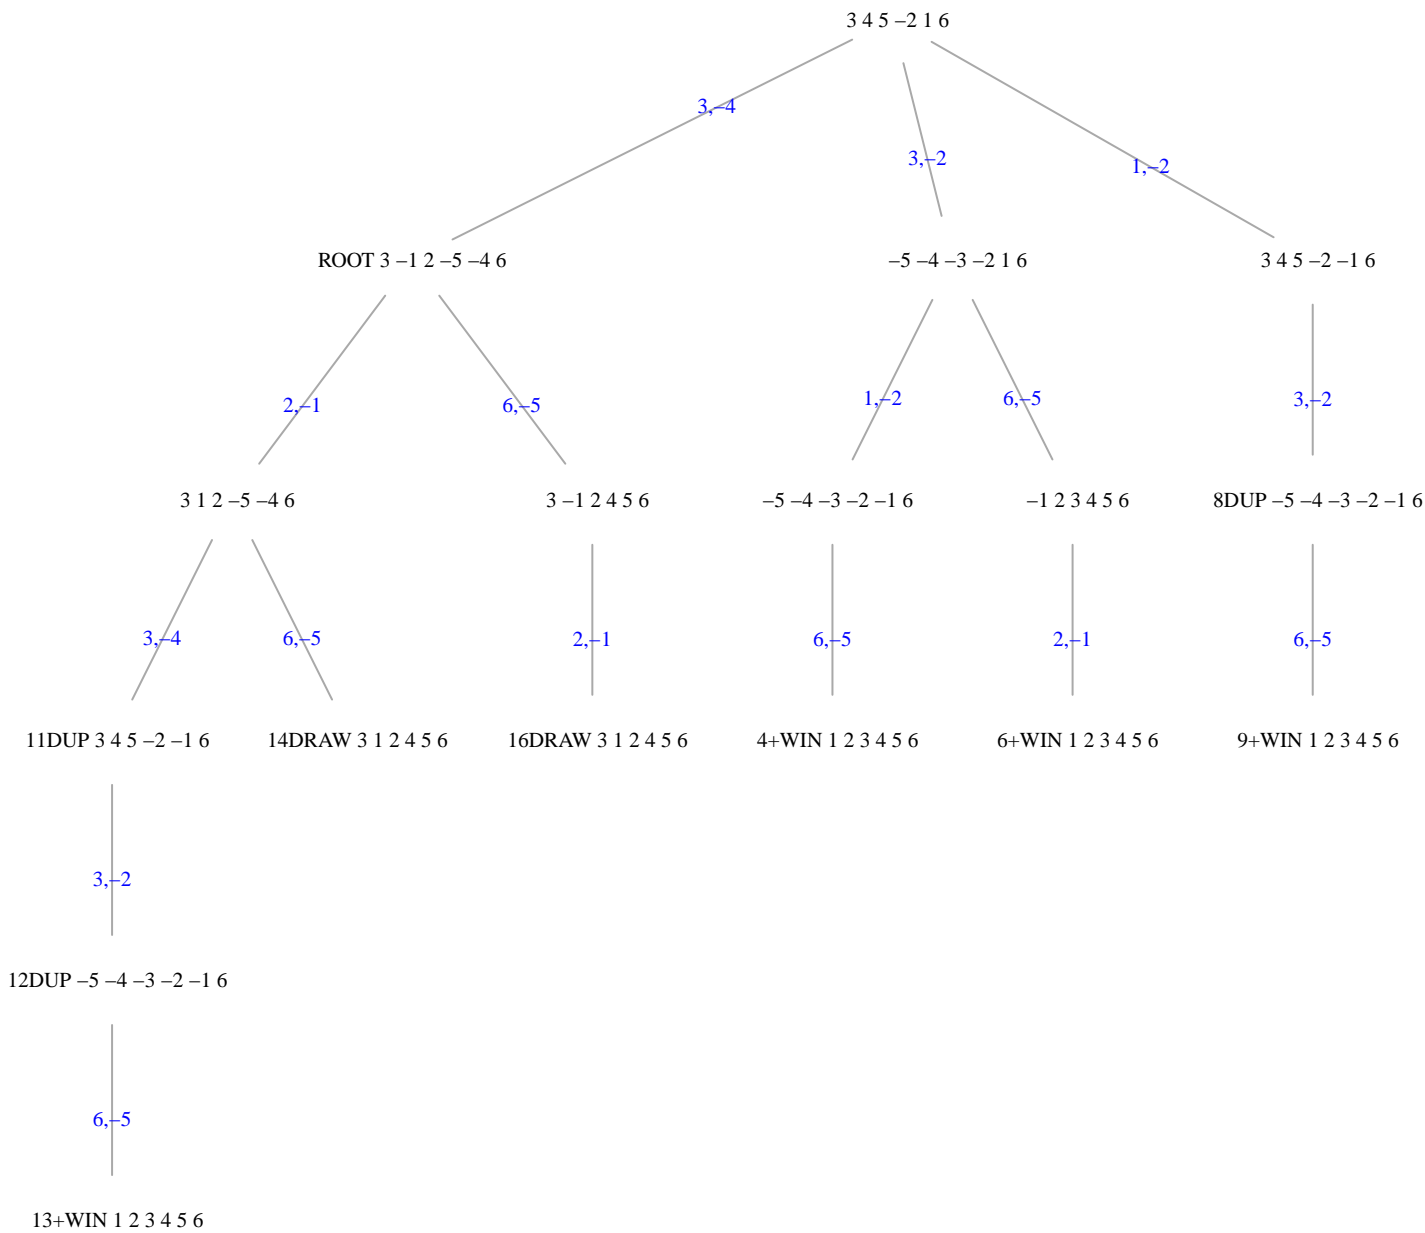 3 4 5 –2 1 6
3,–4
3,–2
1,–2
ROOT 3 –1 2 –5 –4 6
–5 –4 –3 –2 1 6
3 4 5 –2 –1 6
2,–1
6,–5
1,–2
6,–5
3,–2
3 1 2 –5 –4 6
3 –1 2 4 5 6
–5 –4 –3 –2 –1 6
–1 2 3 4 5 6
8DUP –5 –4 –3 –2 –1 6
3,–4
6,–5
2,–1
6,–5
2,–1
6,–5
11DUP 3 4 5 –2 –1 6
14DRAW 3 1 2 4 5 6
16DRAW 3 1 2 4 5 6
4+WIN 1 2 3 4 5 6
6+WIN 1 2 3 4 5 6
9+WIN 1 2 3 4 5 6
3,–2
12DUP –5 –4 –3 –2 –1 6
6,–5
13+WIN 1 2 3 4 5 6